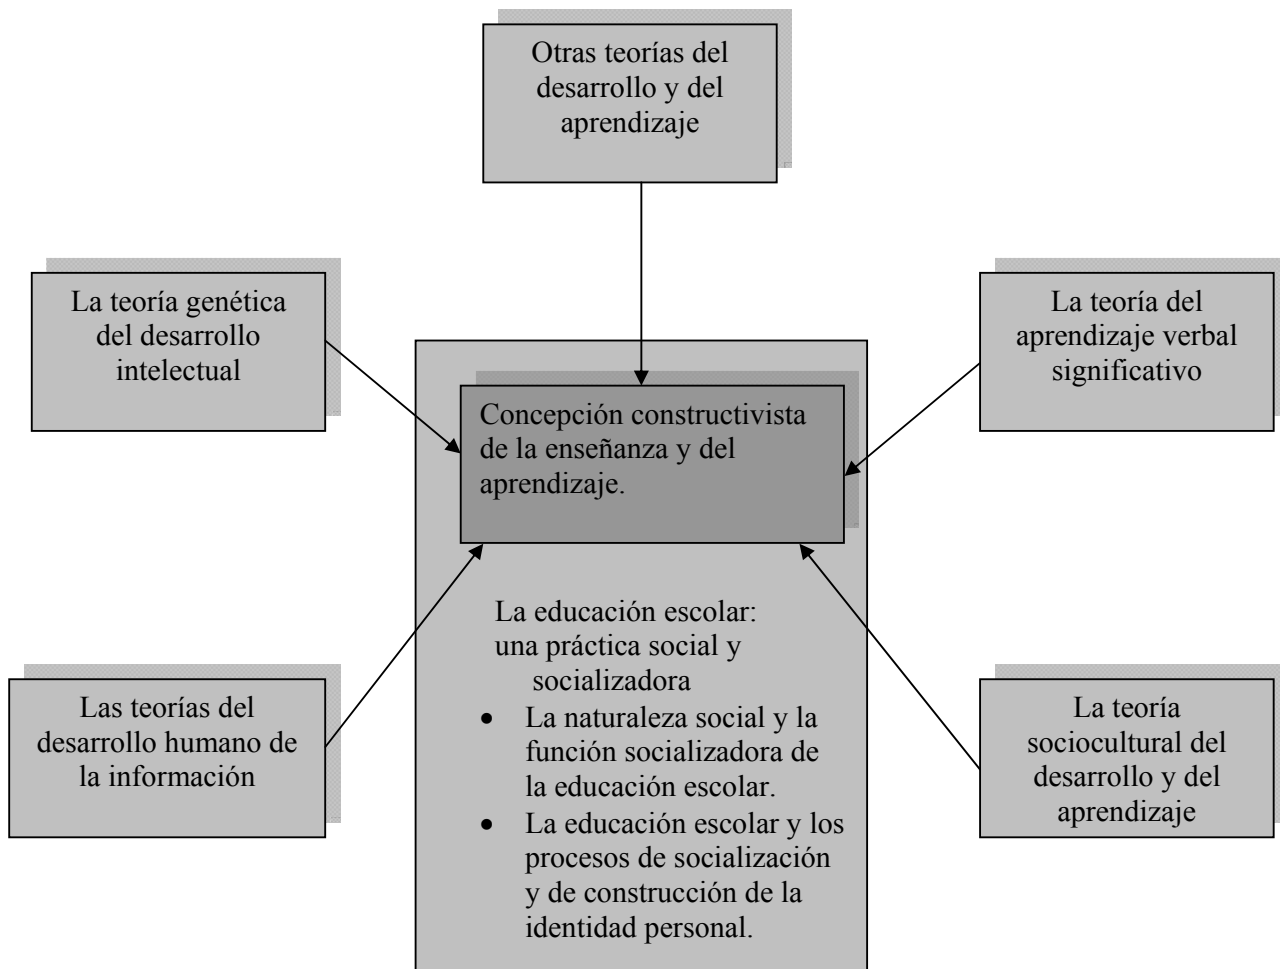 Otras teorías del
desarrollo y del
aprendizaje
La teoría genética
del desarrollo
intelectual
La teoría del
aprendizaje verbal
significativo
Concepción constructivista
de la enseñanza y del
aprendizaje.
Las teorías del
desarrollo humano de
la información
La educación escolar:
una práctica social y
socializadora
• La naturaleza social y la
función socializadora de
la educación escolar.
• La educación escolar y los
procesos de socialización
y de construcción de la
identidad personal.
La teoría
sociocultural del
desarrollo y del
aprendizaje